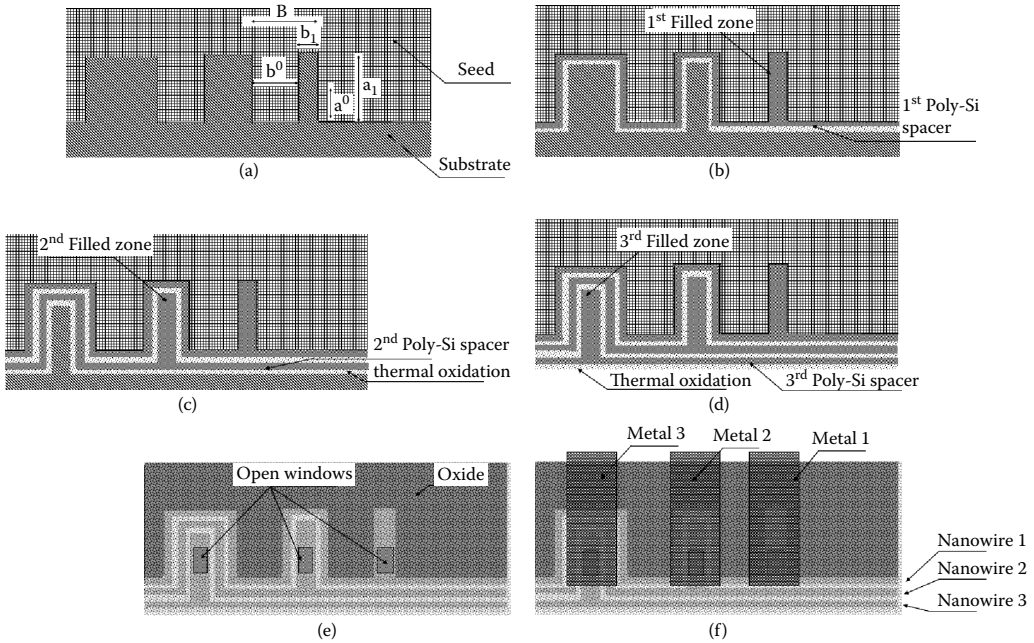 B
b₁
b⁰
a⁰
a₁
Seed
Substrate
(a)
1ˢᵗ Filled zone
1ˢᵗ Poly-Si
spacer
(b)
2ⁿᵈ Filled zone
2ⁿᵈ Poly-Si spacer
thermal oxidation
(c)
3ʳᵈ Filled zone
Thermal oxidation
3ʳᵈ Poly-Si spacer
(d)
Open windows
Oxide
(e)
Metal 3
Metal 2
Metal 1
Nanowire 1
Nanowire 2
Nanowire 3
(f)